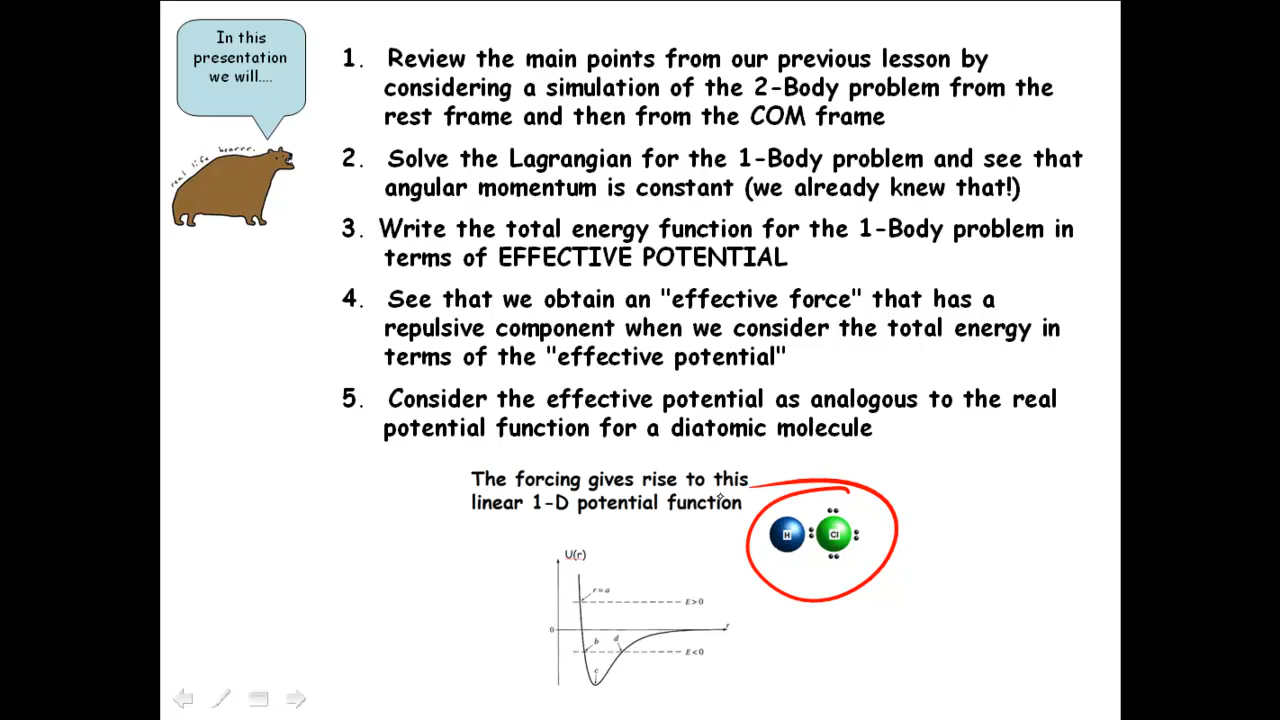 In this
presentation
we will....
real life bearrr.
1. Review the main points from our previous lesson by
considering a simulation of the 2-Body problem from the
rest frame and then from the COM frame
2. Solve the Lagrangian for the 1-Body problem and see that
angular momentum is constant (we already knew that!)
3. Write the total energy function for the 1-Body problem in
terms of EFFECTIVE POTENTIAL
4. See that we obtain an "effective force" that has a
repulsive component when we consider the total energy in
terms of the "effective potential"
5. Consider the effective potential as analogous to the real
potential function for a diatomic molecule
The forcing gives rise to this
linear 1-D potential function
H Cl
U(r)
r = a
E>0
0
r
b
d
E<0
c